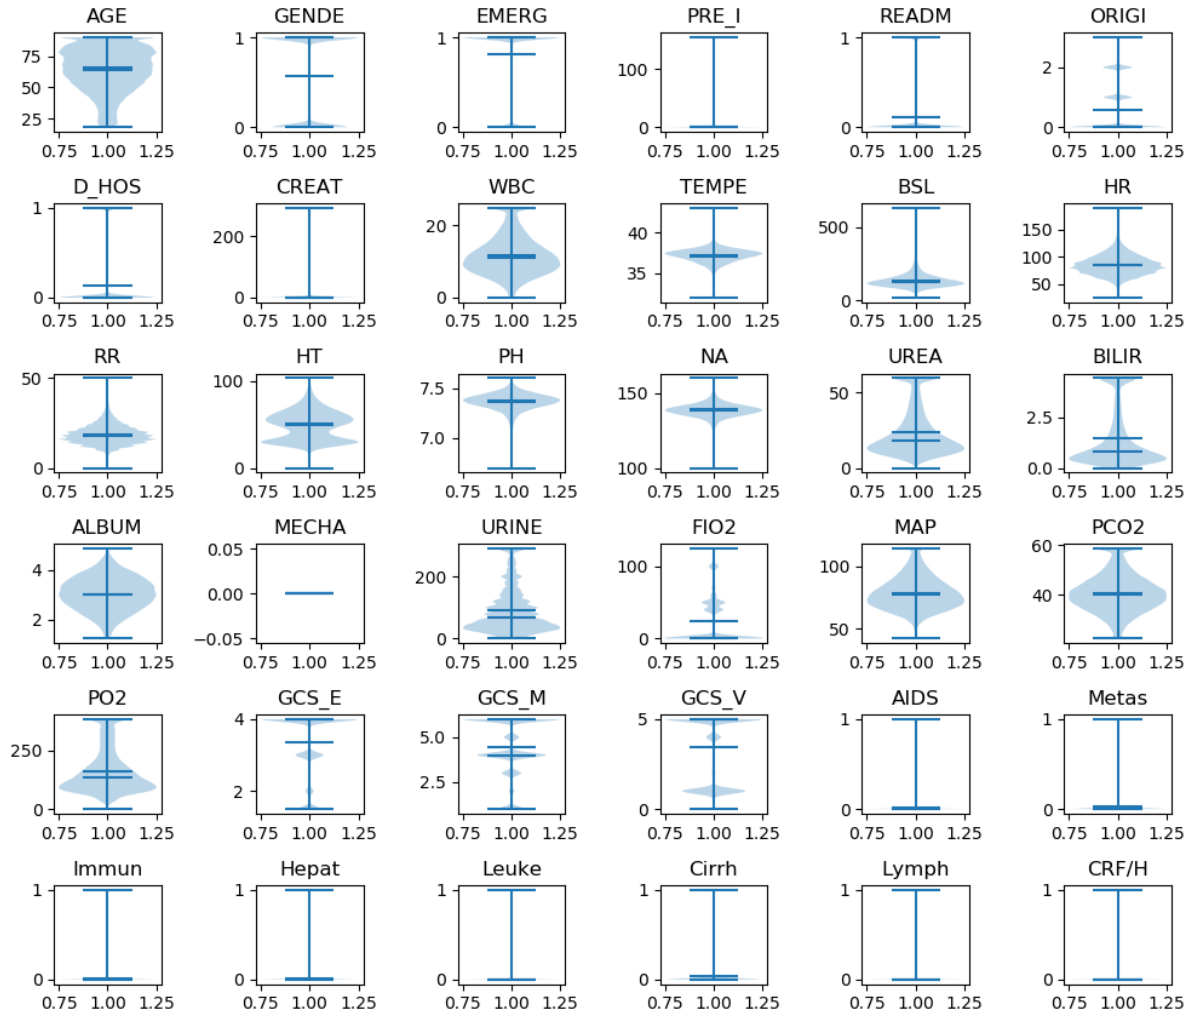 AGE GENDE EMERG PRE_I READM ORIGI
75 50 25 1 0 1 0 100 0 1 0 2 0
0.75 1.00 1.25 0.75 1.00 1.25 0.75 1.00 1.25 0.75 1.00 1.25 0.75 1.00 1.25 0.75 1.00 1.25
D_HOS CREAT WBC TEMPE BSL HR
1 0 200 0 20 0 40 35 500 0 150 100 50
0.75 1.00 1.25 0.75 1.00 1.25 0.75 1.00 1.25 0.75 1.00 1.25 0.75 1.00 1.25 0.75 1.00 1.25
RR HT PH NA UREA BILIR
50 0 100 0 7.5 7.0 150 100 50 0 2.5 0.0
0.75 1.00 1.25 0.75 1.00 1.25 0.75 1.00 1.25 0.75 1.00 1.25 0.75 1.00 1.25 0.75 1.00 1.25
ALBUM MECHA URINE FIO2 MAP PCO2
4 2 0.05 0.00 −0.05 200 0 100 0 100 50 60 40
0.75 1.00 1.25 0.75 1.00 1.25 0.75 1.00 1.25 0.75 1.00 1.25 0.75 1.00 1.25 0.75 1.00 1.25
PO2 GCS_E GCS_M GCS_V AIDS Metas
250 0 4 2 5.0 2.5 5 0 1 0 1 0
0.75 1.00 1.25 0.75 1.00 1.25 0.75 1.00 1.25 0.75 1.00 1.25 0.75 1.00 1.25 0.75 1.00 1.25
Immun Hepat Leuke Cirrh Lymph CRF/H
1 0 1 0 1 0 1 0 1 0 1 0
0.75 1.00 1.25 0.75 1.00 1.25 0.75 1.00 1.25 0.75 1.00 1.25 0.75 1.00 1.25 0.75 1.00 1.25